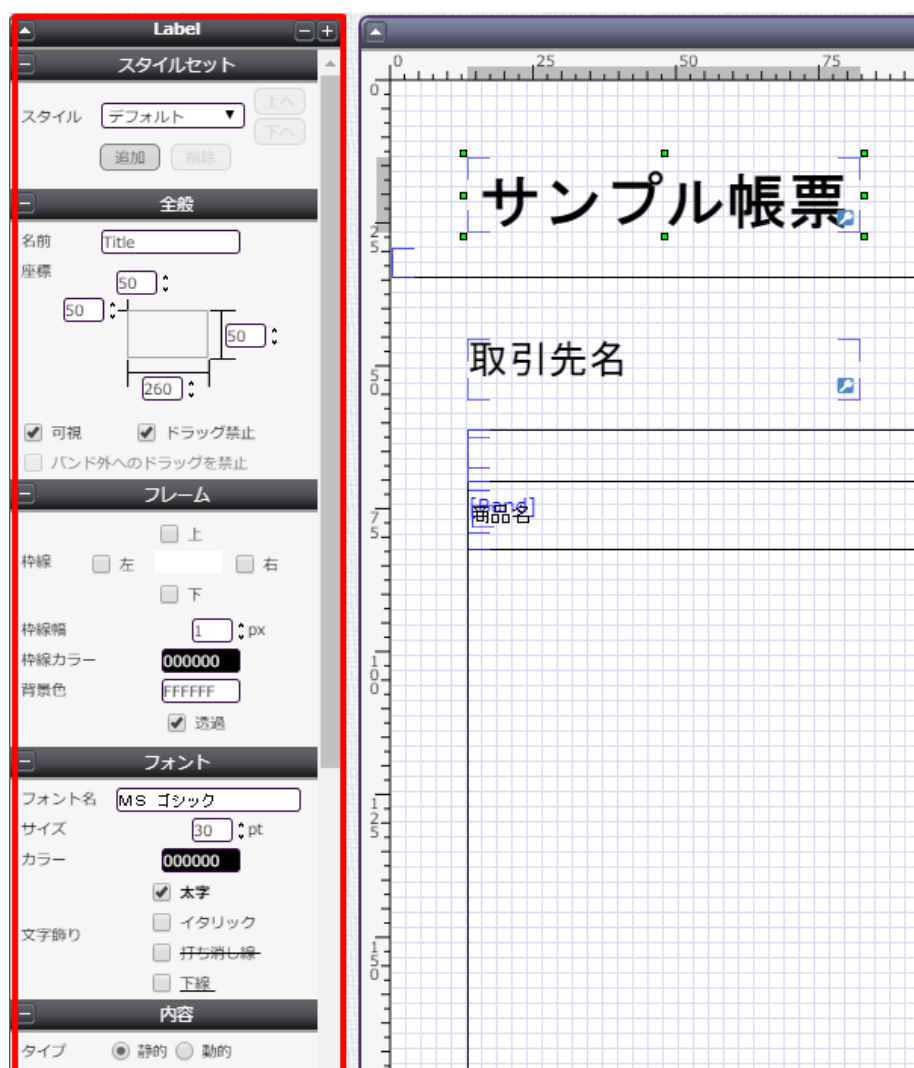 Label
スタイルセット
スタイル デフォルト 上へ
下へ
追加 削除
全般
名前 Title
座標
50
50
50
260
可視 ドラッグ禁止
バンド外へのドラッグを禁止
フレーム
上
枠線 左 右
下
枠線幅 1 px
枠線カラー 000000
背景色 FFFFFF
透過
フォント
フォント名 MS ゴシック
サイズ 30 pt
カラー 000000
太字
イタリック
文字飾り
打ち消し線
下線
内容
タイプ 静的 動的
0 25 50 75
0
サンプル帳票
25
取引先名
50
[Band]
商品名
75
100
125
150